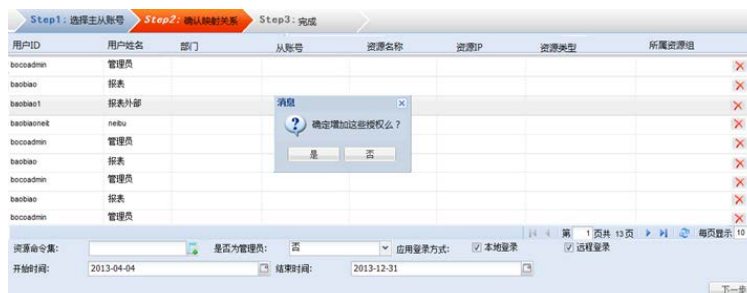 Step1: 选择主从账号 Step2: 确认映射关系 Step3: 完成
用户ID 用户姓名 部门 从账号 资源名称 资源IP 资源类型 所属资源组
bocoadmin 管理员
baobiao 报表
baobiao1 报表外部
baobiaoneib neibu
bocoadmin 管理员
baobiao 报表
bocoadmin 管理员
baobiao 报表
bocoadmin 管理员
消息
确定增加这些授权么？
是 否
第 1 页共 13 页 每页显示 10
资源命令集: 是否为管理员: 否 应用登录方式: 本地登录 远程登录
开始时间: 2013-04-04 结束时间: 2013-12-31
下一步